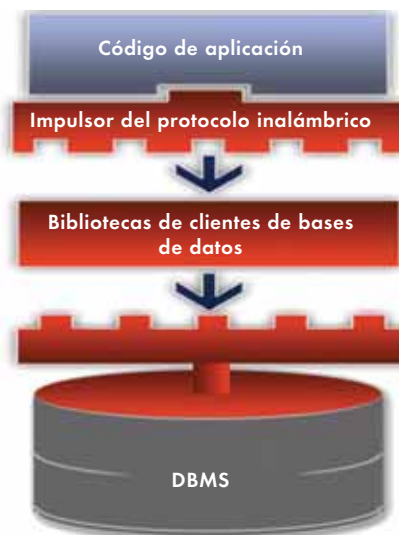 Código de aplicación
Impulsor del protocolo inalámbrico
Bibliotecas de clientes de bases
de datos
DBMS